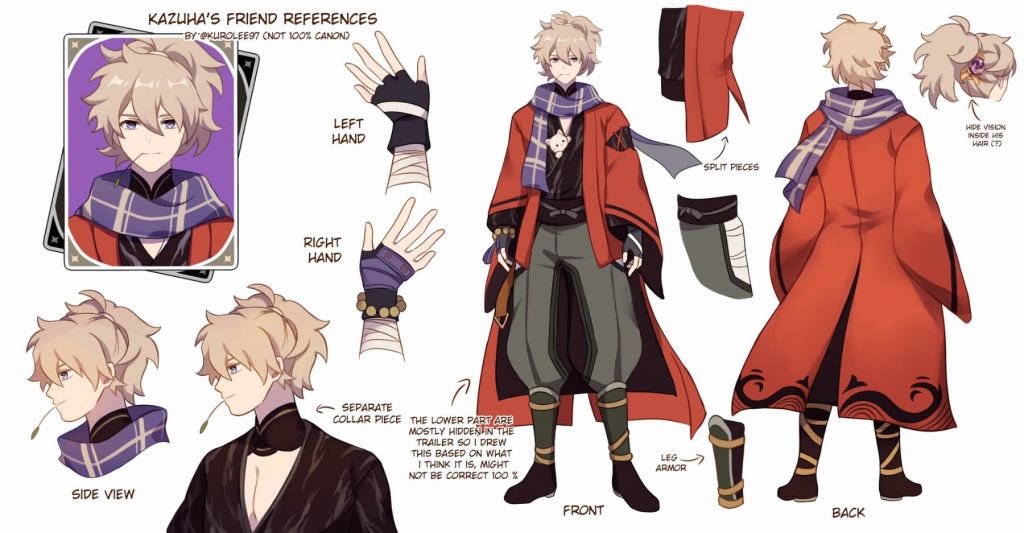 KAZUHA'S FRIEND REFERENCES
BY @KUROLEE97 (NOT 100% CANON)
LEFT
HAND
RIGHT
HAND
SPLIT PIECES
HIDE VISION
INSIDE HIS
HAIR (?)
SEPARATE
COLLAR PIECE
THE LOWER PART ARE
MOSTLY HIDDEN IN THE
TRAILER SO I DREW
THIS BASED ON WHAT
I THINK IT IS, MIGHT
NOT BE CORRECT 100 %
LEG
ARMOR
SIDE VIEW
FRONT
BACK